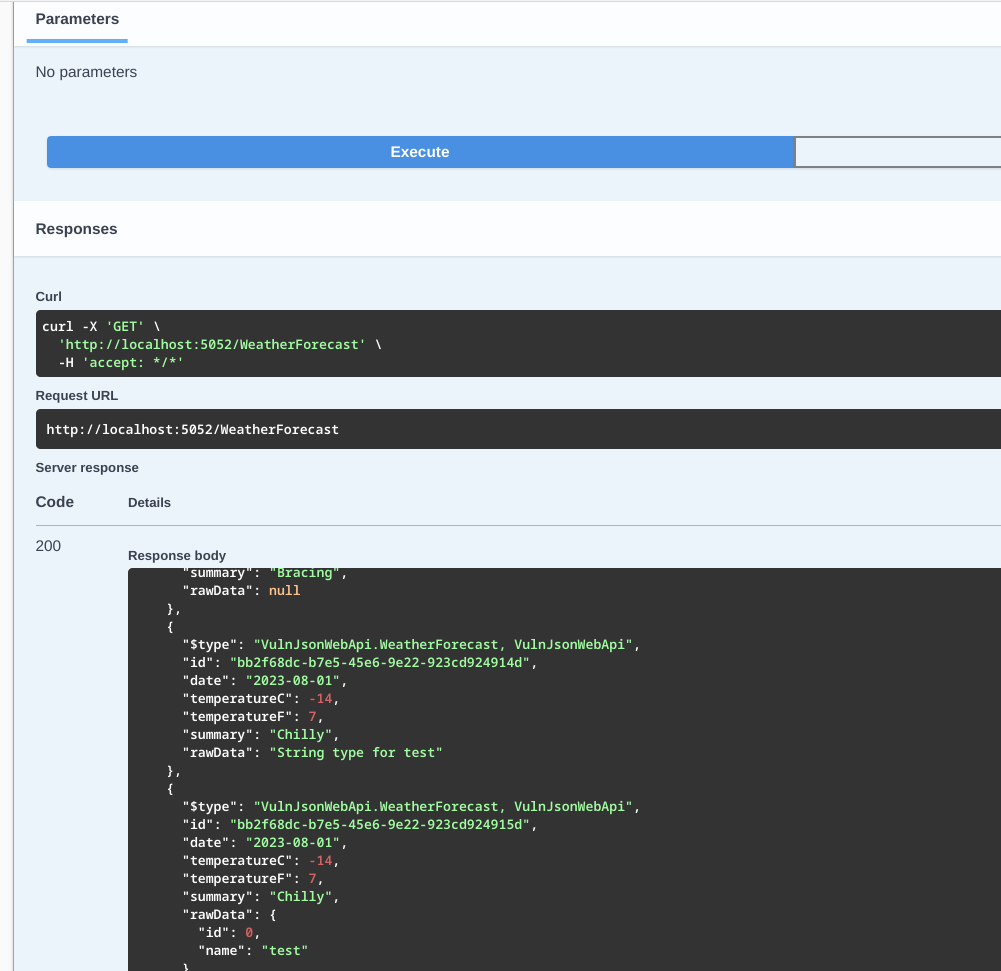 Parameters
No parameters
Execute
Responses
Curl
curl -X 'GET' \
  'http://localhost:5052/WeatherForecast' \
  -H 'accept: */*'
Request URL
http://localhost:5052/WeatherForecast
Server response
Code Details
200
Response body
"summary": "Bracing",
"rawData": null
},
{
"$type": "VulnJsonWebApi.WeatherForecast, VulnJsonWebApi",
"id": "bb2f68dc-b7e5-45e6-9e22-923cd924914d",
"date": "2023-08-01",
"temperatureC": -14,
"temperatureF": 7,
"summary": "Chilly",
"rawData": "String type for test"
},
{
"$type": "VulnJsonWebApi.WeatherForecast, VulnJsonWebApi",
"id": "bb2f68dc-b7e5-45e6-9e22-923cd924915d",
"date": "2023-08-01",
"temperatureC": -14,
"temperatureF": 7,
"summary": "Chilly",
"rawData": {
"id": 0,
"name": "test"
}